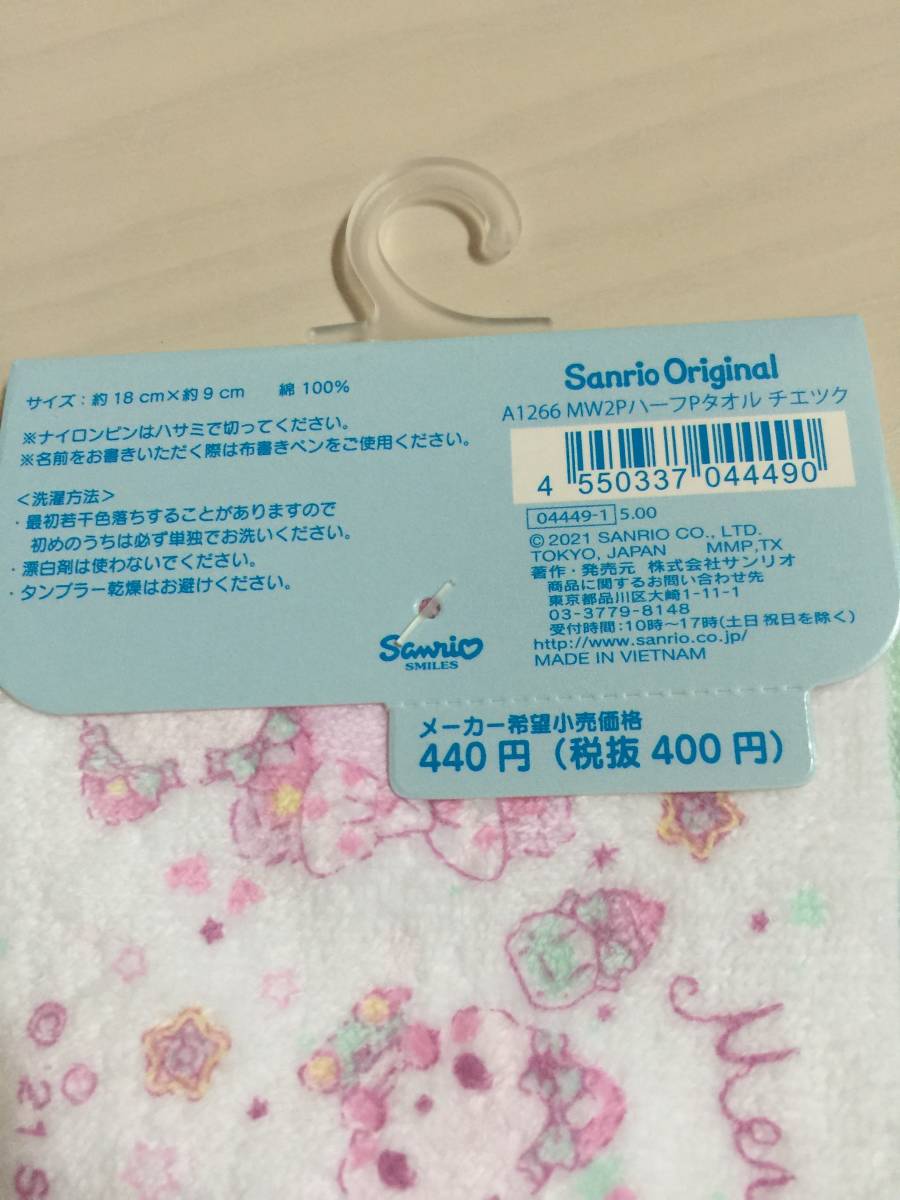 サイズ：約18cm×約9cm　綿 100%
※ナイロンピンはハサミで切ってください。
※名前をお書きいただく際は布書きペンをご使用ください。
＜洗濯方法＞
・最初若干色落ちすることがありますので
初めのうちは必ず単独でお洗いください。
・漂白剤は使わないでください。
・タンブラー乾燥はお避けください。
Sanrio
SMILES
Sanrio Original
A1266 MW2PハーフPタオル チエツク
4 550337 044490
04449-1 5.00
© 2021 SANRIO CO., LTD.
TOKYO, JAPAN MMP,TX
著作・発売元 株式会社サンリオ
商品に関するお問い合わせ先
東京都品川区大崎1-11-1
03-3779-8148
受付時間：10時〜17時(土日祝日を除く)
http://www.sanrio.co.jp/
MADE IN VIETNAM
メーカー希望小売価格
440円（税抜400円）
Mew
© '21 S